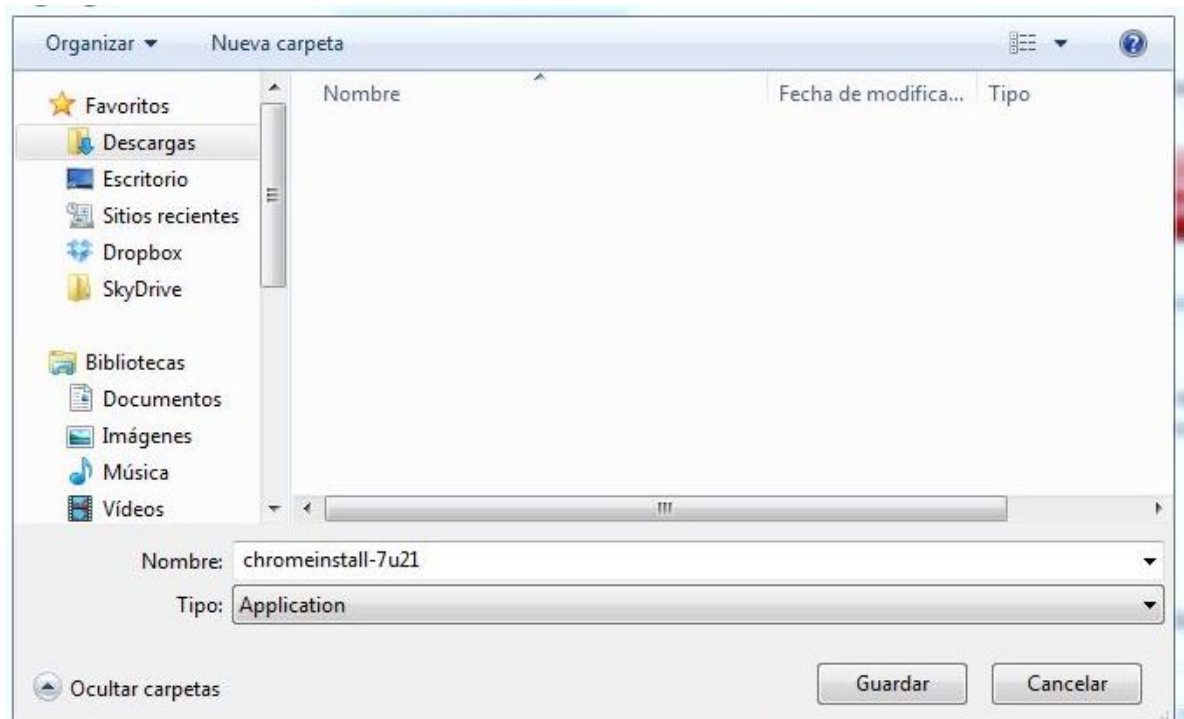 Organizar Nueva carpeta
Nombre Fecha de modifica... Tipo
Favoritos
Descargas
Escritorio
Sitios recientes
Dropbox
SkyDrive
Bibliotecas
Documentos
Imágenes
Música
Vídeos
Nombre: chromeinstall-7u21
Tipo: Application
Ocultar carpetas Guardar Cancelar